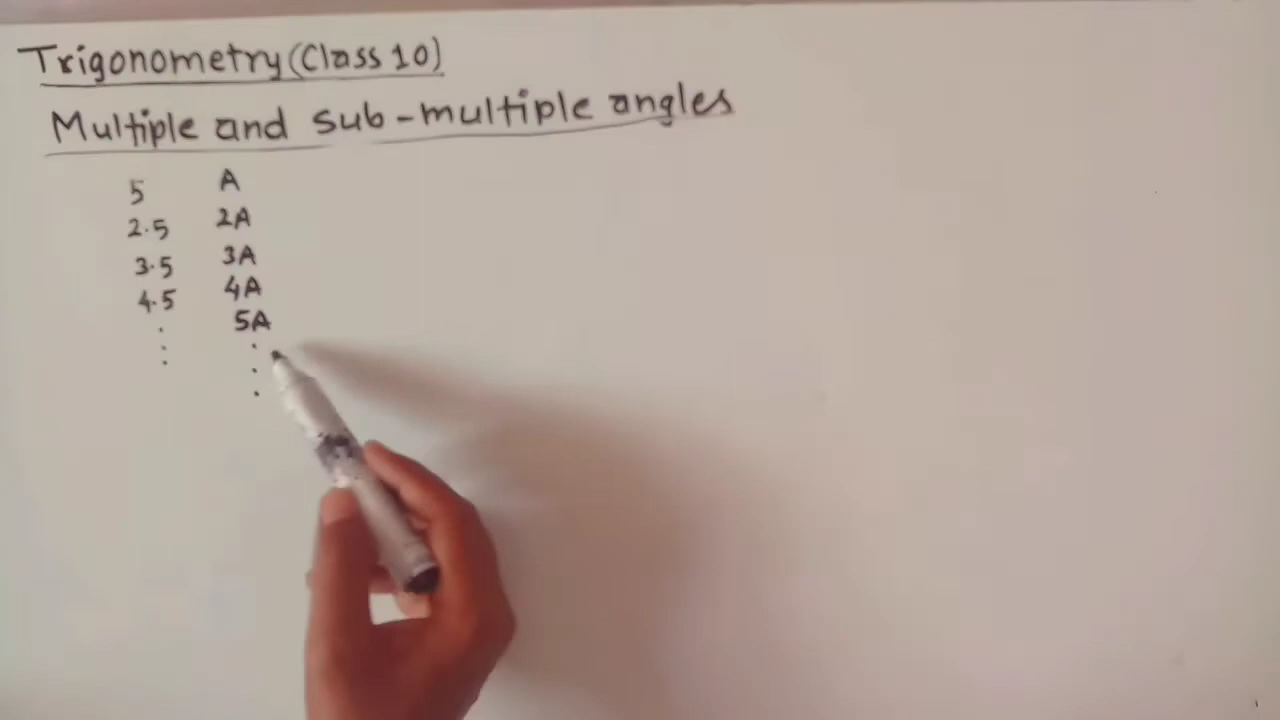 Trigonometry (Class 10)
Multiple and sub-multiple angles
5 A
2.5 2A
3.5 3A
4.5 4A
. 5A
: .
. .
.